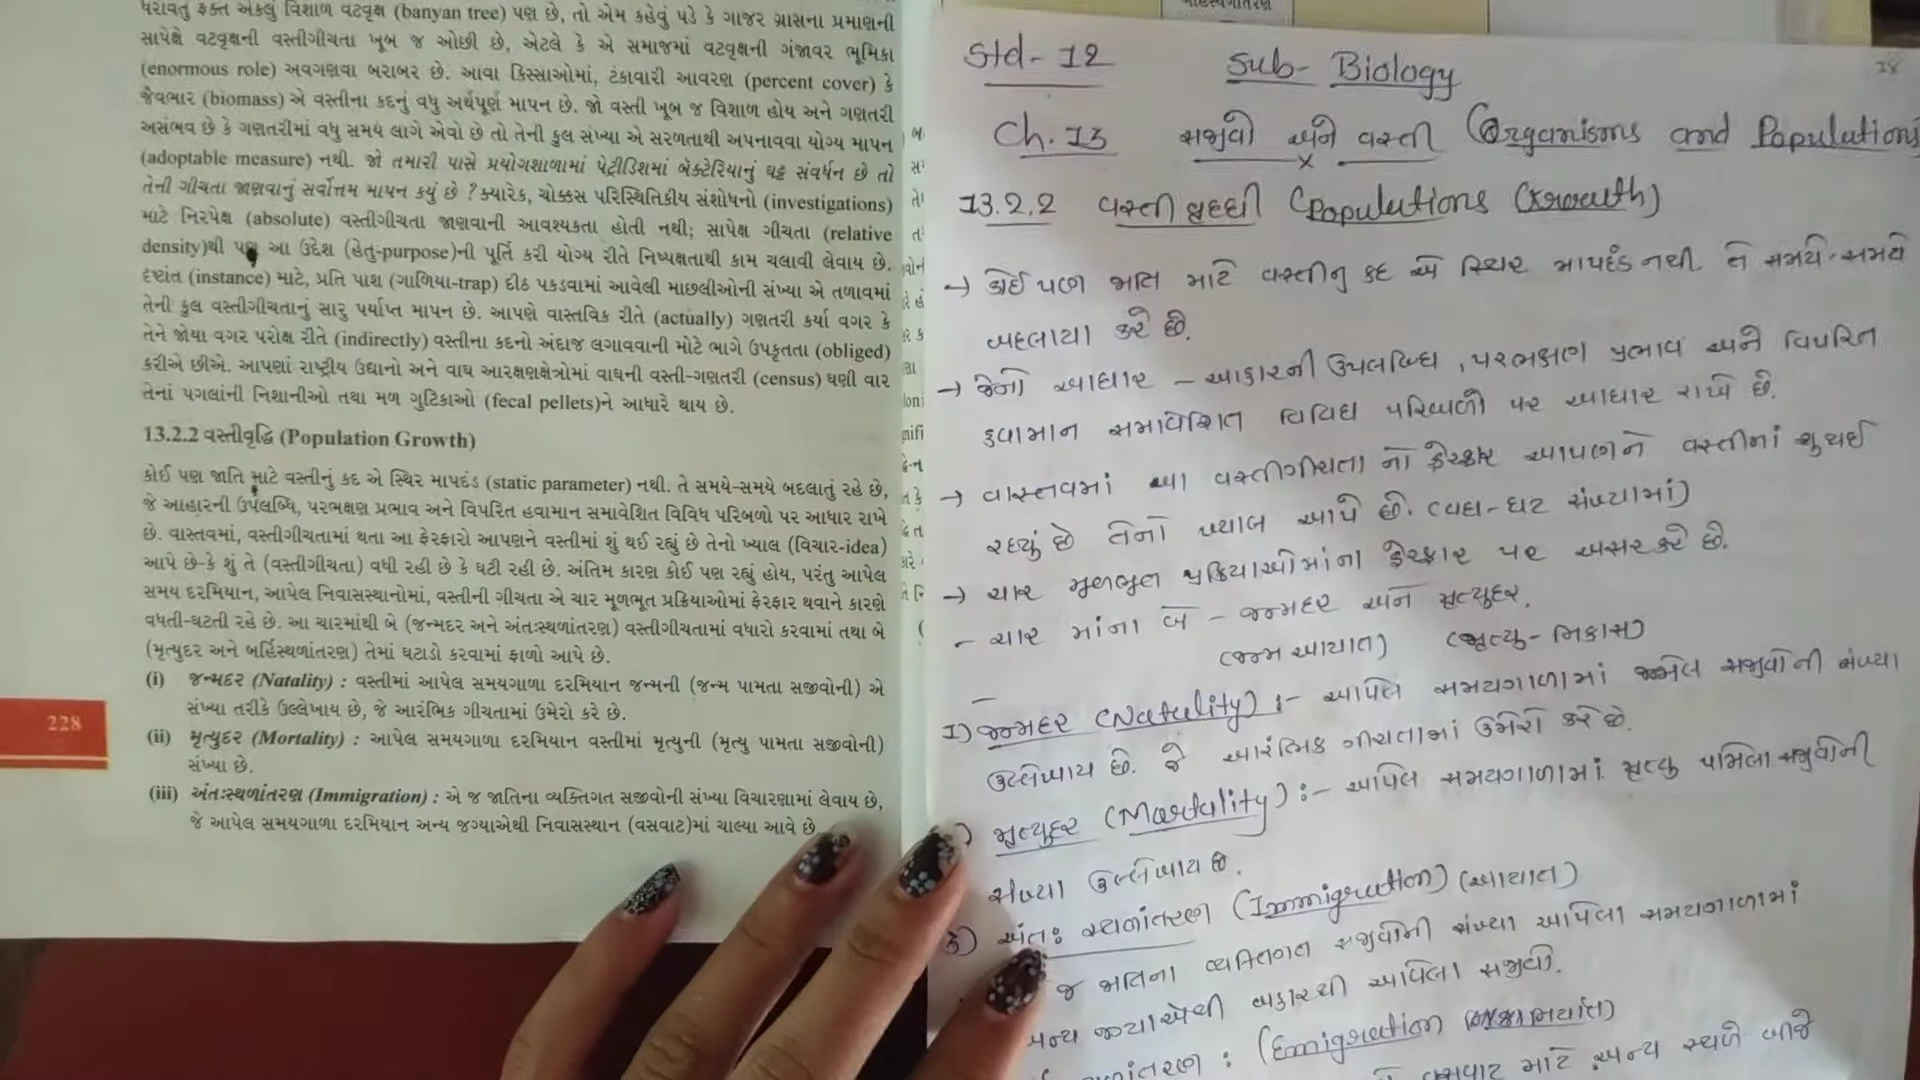 ધરાવતુ ફક્ત એકલું વિશાળ વટવૃક્ષ (banyan tree) પણ છે, તો એમ કહેવું પડે કે ગાજર ગ્રાસના પ્રમાણની
સાપેક્ષે વટવૃક્ષની વસ્તીગીચતા ખૂબ જ ઓછી છે, એટલે કે એ સમાજમાં વટવૃક્ષની ગંજાવર ભૂમિકા
(enormous role) અવગણવા બરાબર છે. આવા કિસ્સાઓમાં, ટંકાવારી આવરણ (percent cover) કે
જૈવભાર (biomass) એ વસ્તીના કદનું વધુ અર્થપૂર્ણ માપન છે. જો વસ્તી ખૂબ જ વિશાળ હોય અને ગણતરી
અસંભવ છે કે ગણતરીમાં વધુ સમય લાગે એવો છે તો તેની કુલ સંખ્યા એ સરળતાથી અપનાવવા યોગ્ય માપન
(adoptable measure) નથી. જો તમારી પાસે પ્રયોગશાળામાં પેટ્રીડિશમાં બૅક્ટેરિયાનું ઘટ્ટ સંવર્ધન છે તો
તેની ગીચતા જાણવાનું સર્વોત્તમ માપન કયું છે ? ક્યારેક, ચોક્કસ પરિસ્થિતિકીય સંશોધનો (investigations)
માટે નિરપેક્ષ (absolute) વસ્તીગીચતા જાણવાની આવશ્યકતા હોતી નથી; સાપેક્ષ ગીચતા (relative
density)થી પણ આ ઉદ્દેશ (હેતુ-purpose)ની પૂર્તિ કરી યોગ્ય રીતે નિષ્પક્ષતાથી કામ ચલાવી લેવાય છે.
દૃષ્ટાંત (instance) માટે, પ્રતિ પાશ (ગાળિયા-trap) દીઠ પકડવામાં આવેલી માછલીઓની સંખ્યા એ તળાવમાં
તેની કુલ વસ્તીગીચતાનું સારુ પર્યાપ્ત માપન છે. આપણે વાસ્તવિક રીતે (actually) ગણતરી કર્યા વગર કે
તેને જોયા વગર પરોક્ષ રીતે (indirectly) વસ્તીના કદનો અંદાજ લગાવવાની મોટે ભાગે ઉપકૃતતા (obliged)
કરીએ છીએ. આપણાં રાષ્ટ્રીય ઉદ્યાનો અને વાઘ આરક્ષણક્ષેત્રોમાં વાઘની વસ્તી-ગણતરી (census) ઘણી વાર
તેનાં પગલાંની નિશાનીઓ તથા મળ ગુટિકાઓ (fecal pellets)ને આધારે થાય છે.
13.2.2 વસ્તીવૃદ્ધિ (Population Growth)
કોઈ પણ જાતિ માટે વસ્તીનું કદ એ સ્થિર માપદંડ (static parameter) નથી. તે સમયે-સમયે બદલાતું રહે છે,
જે આહારની ઉપલબ્ધિ, પરભક્ષણ પ્રભાવ અને વિપરિત હવામાન સમાવેશિત વિવિધ પરિબળો પર આધાર રાખે
છે. વાસ્તવમાં, વસ્તીગીચતામાં થતા આ ફેરફારો આપણને વસ્તીમાં શું થઈ રહ્યું છે તેનો ખ્યાલ (વિચાર-idea)
આપે છે-કે શું તે (વસ્તીગીચતા) વધી રહી છે કે ઘટી રહી છે. અંતિમ કારણ કોઈ પણ રહ્યું હોય, પરંતુ આપેલ
સમય દરમિયાન, આપેલ નિવાસસ્થાનોમાં, વસ્તીની ગીચતા એ ચાર મૂળભૂત પ્રક્રિયાઓમાં ફેરફાર થવાને કારણે
વધતી-ઘટતી રહે છે. આ ચારમાંથી બે (જન્મદર અને અંતઃસ્થળાંતરણ) વસ્તીગીચતામાં વધારો કરવામાં તથા બે
(મૃત્યુદર અને બર્હિસ્થળાંતરણ) તેમાં ઘટાડો કરવામાં ફાળો આપે છે.
(i) જન્મદર (Natality) : વસ્તીમાં આપેલ સમયગાળા દરમિયાન જન્મની (જન્મ પામતા સજીવોની) એ
સંખ્યા તરીકે ઉલ્લેખાય છે, જે આરંભિક ગીચતામાં ઉમેરો કરે છે.
228
(ii) મૃત્યુદર (Mortality) : આપેલ સમયગાળા દરમિયાન વસ્તીમાં મૃત્યુની (મૃત્યુ પામતા સજીવોની)
સંખ્યા છે.
(iii) અંતઃસ્થળાંતરણ (Immigration) : એ જ જાતિના વ્યક્તિગત સજીવોની સંખ્યા વિચારણામાં લેવાય છે,
જે આપેલ સમયગાળા દરમિયાન અન્ય જગ્યાએથી નિવાસસ્થાન (વસવાટ)માં ચાલ્યા આવે છે
Std- 12 Sub- Biology
Ch. 13 સજીવો અને વસ્તી (Organisms and Populations
13.2.2 વસ્તી વૃદ્ધી (Populations Growth)
→ કોઈ પણ જાતિ માટે વસ્તીનુ કદ એ સ્થિર માપદંડ નથી. તે સમયે-સમયે
બદલાયા કરે છે.
→ જેનો આધાર – આકારની ઉપલબ્ધિ, પરભક્ષણ પ્રભાવ અને વિપરિત
હવામાન સમાવેશિત વિવિધ પરિબળો પર આધાર રાખે છે.
→ વાસ્તવમાં આ વસ્તીગીચતા નો ફેરફાર આપણને વસ્તીમાં શુ થઈ
રહ્યું છે તેનો ખ્યાલ આપે છે. (વધ-ઘટ સંખ્યામાં)
→ ચાર મૂળભૂત પ્રક્રિયાઓમાંના ફેરફાર પર અસર કરે છે.
– ચાર માંના બે – જન્મદર અને મૃત્યુદર.
(જન્મ આયાત) (મૃત્યુ-નિકાસ)
I) જન્મદર (Natality) :- આપેલ સમયગાળામાં જન્મેલ સજીવોની સંખ્યા
ઉલ્લેખાય છે. જે આરંભિક ગીચતામાં ઉમેરો કરે છે.
) મૃત્યુદર (Mortality) :- આપેલ સમયગાળામાં મૃત્યુ પામેલા સજીવોની
સંખ્યા ઉલ્લેખાય છે.
3) અંતઃ સ્થળાંતરણ (Immigration) (આયાત)
જ જાતિના વ્યક્તિગત સજીવોની સંખ્યા આપેલા સમયગાળામાં
અન્ય જગ્યાએથી બહારથી આવેલા સજીવો.
ળાંતરણ : (Emigration નિર્યાત)
વસવાટ માટે અન્ય સ્થળે બીજે